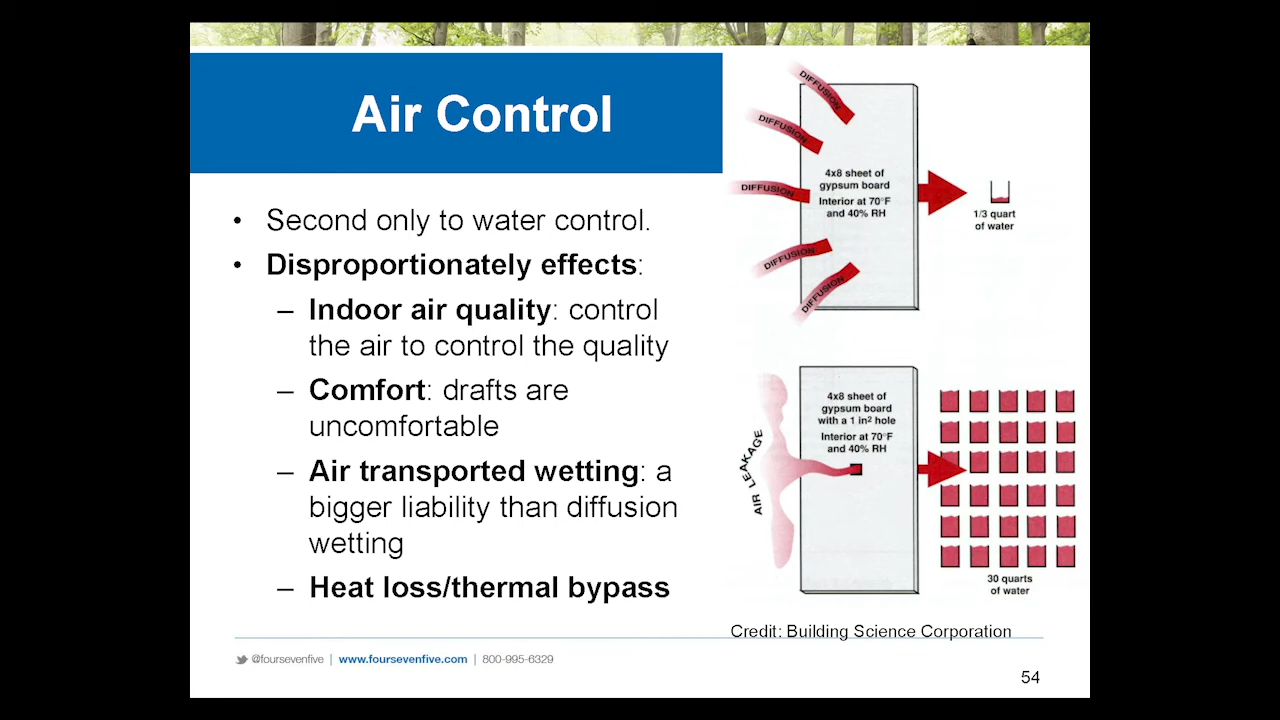 Air Control
• Second only to water control.
• Disproportionately effects:
– Indoor air quality: control
the air to control the quality
– Comfort: drafts are
uncomfortable
– Air transported wetting: a
bigger liability than diffusion
wetting
– Heat loss/thermal bypass
DIFFUSION
DIFFUSION
DIFFUSION
DIFFUSION
DIFFUSION
4x8 sheet of
gypsum board
Interior at 70°F
and 40% RH
1/3 quart
of water
AIR LEAKAGE
4x8 sheet of
gypsum board
with a 1 in² hole
Interior at 70°F
and 40% RH
30 quarts
of water
Credit: Building Science Corporation
@foursevenfive | www.foursevenfive.com | 800-995-6329
54